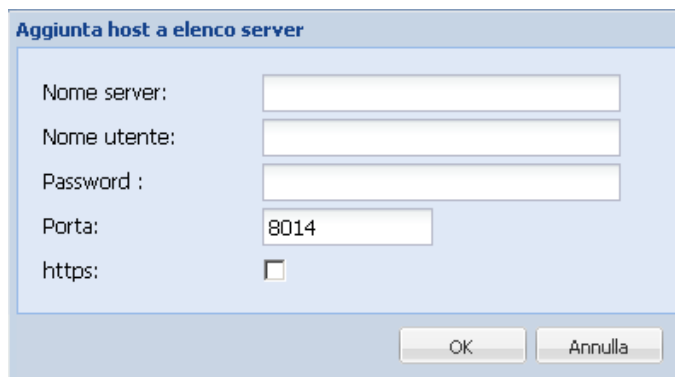 Aggiunta host a elenco server
Nome server:
Nome utente:
Password :
Porta: 8014
https:
OK Annulla